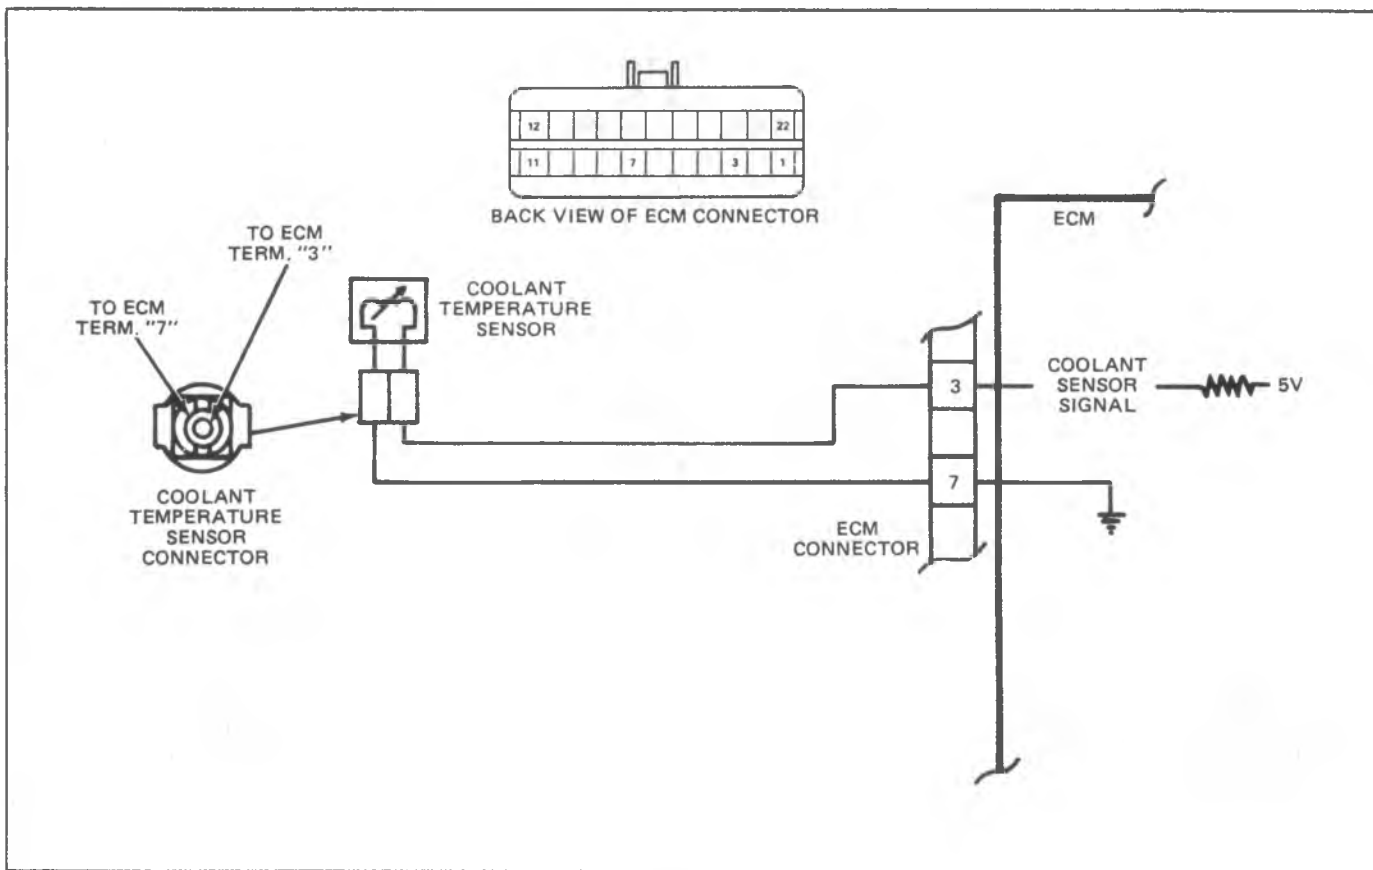 12
22
11
7
3
1
BACK VIEW OF ECM CONNECTOR
ECM
TO ECM
TERM. "3"
TO ECM
TERM. "7"
COOLANT
TEMPERATURE
SENSOR
3
COOLANT
SENSOR
SIGNAL
5V
7
COOLANT
TEMPERATURE
SENSOR
CONNECTOR
ECM
CONNECTOR